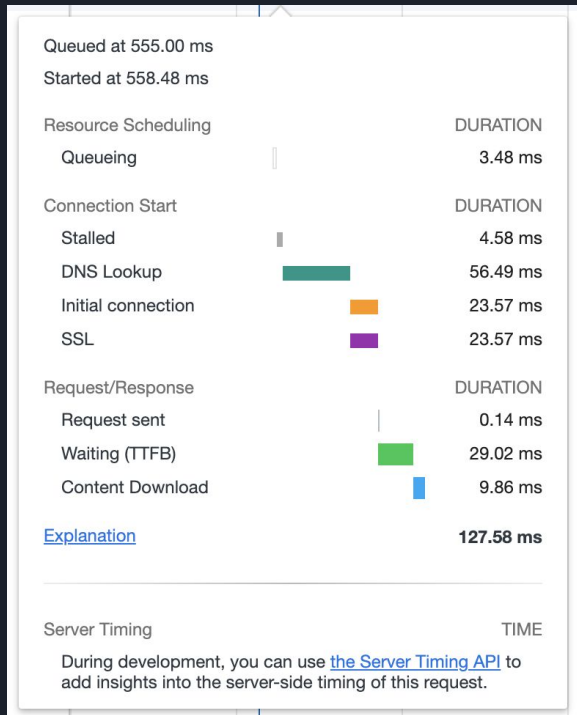 Queued at 555.00 ms
Started at 558.48 ms
Resource Scheduling DURATION
Queueing 3.48 ms
Connection Start DURATION
Stalled 4.58 ms
DNS Lookup 56.49 ms
Initial connection 23.57 ms
SSL 23.57 ms
Request/Response DURATION
Request sent 0.14 ms
Waiting (TTFB) 29.02 ms
Content Download 9.86 ms
Explanation 127.58 ms
Server Timing TIME
During development, you can use the Server Timing API to
add insights into the server-side timing of this request.